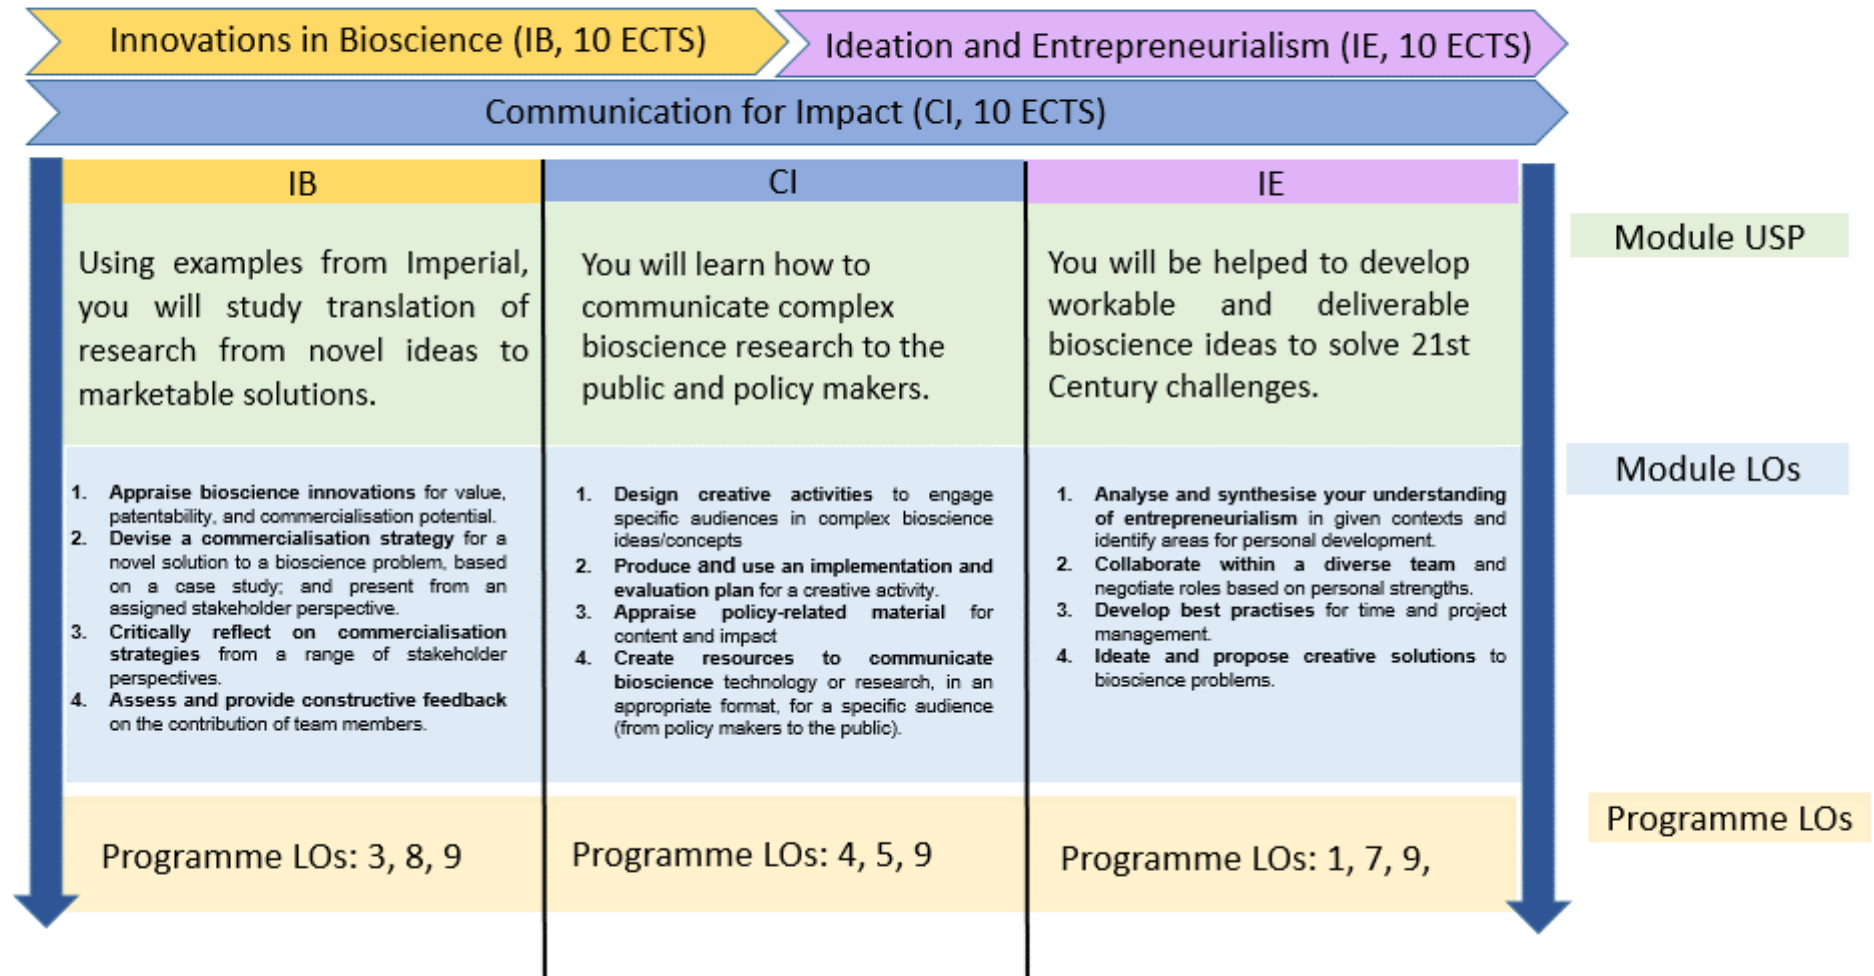 Innovations in Bioscience (IB, 10 ECTS)
Ideation and Entrepreneurialism (IE, 10 ECTS)
Communication for Impact (CI, 10 ECTS)
IB
Using examples from Imperial,
you will study translation of
research from novel ideas to
marketable solutions.
1. Appraise bioscience innovations for value,
patentability, and commercialisation potential.
2. Devise a commercialisation strategy for a
novel solution to a bioscience problem, based
on a case study; and present from an
assigned stakeholder perspective.
3. Critically reflect on commercialisation
strategies from a range of stakeholder
perspectives.
4. Assess and provide constructive feedback
on the contribution of team members.
Programme LOs: 3, 8, 9
CI
You will learn how to
communicate complex
bioscience research to the
public and policy makers.
1. Design creative activities to engage
specific audiences in complex bioscience
ideas/concepts
2. Produce and use an implementation and
evaluation plan for a creative activity.
3. Appraise policy-related material for
content and impact
4. Create resources to communicate
bioscience technology or research, in an
appropriate format, for a specific audience
(from policy makers to the public).
Programme LOs: 4, 5, 9
IE
You will be helped to develop
workable and deliverable
bioscience ideas to solve 21st
Century challenges.
1. Analyse and synthesise your understanding
of entrepreneurialism in given contexts and
identify areas for personal development.
2. Collaborate within a diverse team and
negotiate roles based on personal strengths.
3. Develop best practises for time and project
management.
4. Ideate and propose creative solutions to
bioscience problems.
Programme LOs: 1, 7, 9,
Module USP
Module LOs
Programme LOs